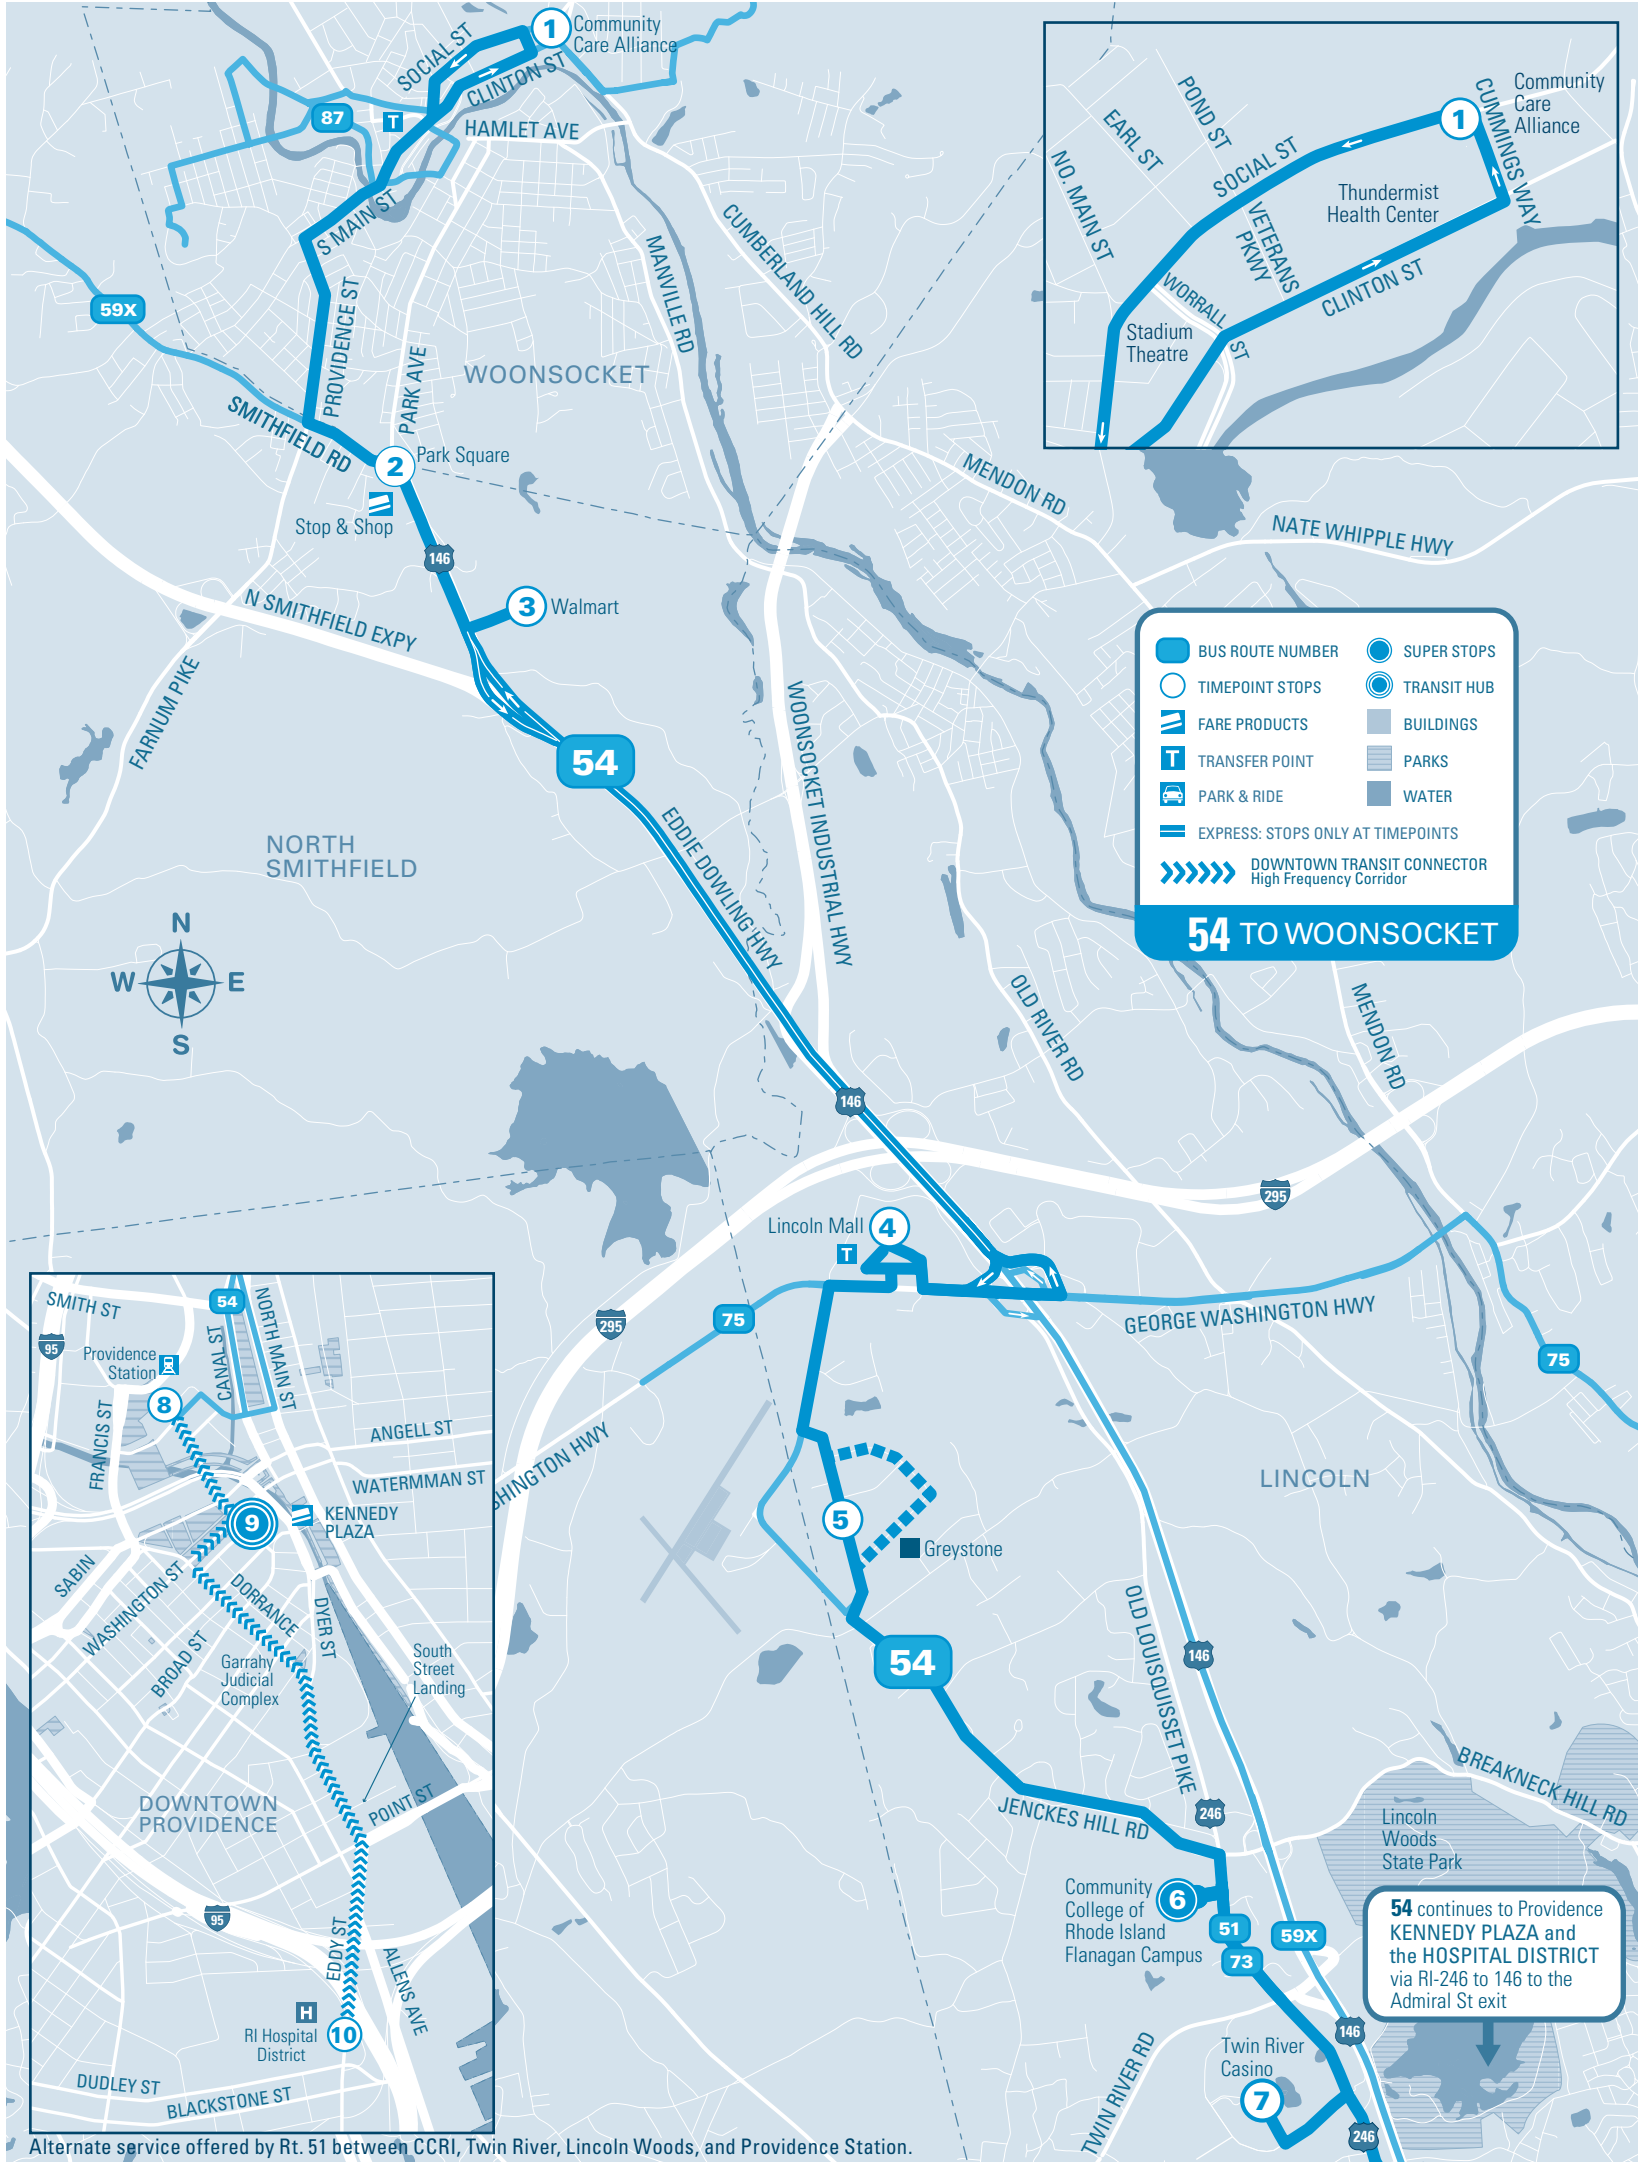 1
Community
Care Alliance
SOCIAL ST
CLINTON ST
87
T
HAMLET AVE
S MAIN ST
59X
PROVIDENCE ST
PARK AVE
WOONSOCKET
MANVILLE RD
CUMBERLAND HILL RD
SMITHFIELD RD
2
Park Square
Stop & Shop
146
3
Walmart
N SMITHFIELD EXPY
FARNUM PIKE
MENDON RD
NATE WHIPPLE HWY
Community
Care
Alliance
1
CUMMINGS WAY
POND ST
EARL ST
NO. MAIN ST
SOCIAL ST
Thundermist
Health Center
VETERANS
PKWY
WORRALL
ST
CLINTON ST
Stadium
Theatre
BUS ROUTE NUMBER
SUPER STOPS
TIMEPOINT STOPS
TRANSIT HUB
FARE PRODUCTS
BUILDINGS
T
TRANSFER POINT
PARKS
PARK & RIDE
WATER
EXPRESS: STOPS ONLY AT TIMEPOINTS
DOWNTOWN TRANSIT CONNECTOR
High Frequency Corridor
54 TO WOONSOCKET
54
EDDIE DOWLING HWY
WOONSOCKET INDUSTRIAL HWY
NORTH
SMITHFIELD
N
W
E
S
OLD RIVER RD
MENDON RD
146
295
Lincoln Mall
4
T
75
295
GEORGE WASHINGTON HWY
75
SHINGTON HWY
LINCOLN
5
Greystone
54
OLD LOUISQUISSET PIKE
146
JENCKES HILL RD
246
BREAKNECK HILL RD
Lincoln
Woods
State Park
Community
College of
Rhode Island
Flanagan Campus
6
51
73
59X
54 continues to Providence
KENNEDY PLAZA and
the HOSPITAL DISTRICT
via RI-246 to 146 to the
Admiral St exit
146
TWIN RIVER RD
Twin River
Casino
7
246
SMITH ST
54
NORTH MAIN ST
CANAL ST
95
Providence
Station
8
FRANCIS ST
ANGELL ST
WATERMMAN ST
9
KENNEDY
PLAZA
SABIN
WASHINGTON ST
DORRANCE
DYER ST
BROAD ST
Garrahy
Judicial
Complex
South
Street
Landing
DOWNTOWN
PROVIDENCE
POINT ST
95
EDDY ST
ALLENS AVE
H
RI Hospital
District
10
DUDLEY ST
BLACKSTONE ST
Alternate service offered by Rt. 51 between CCRI, Twin River, Lincoln Woods, and Providence Station.